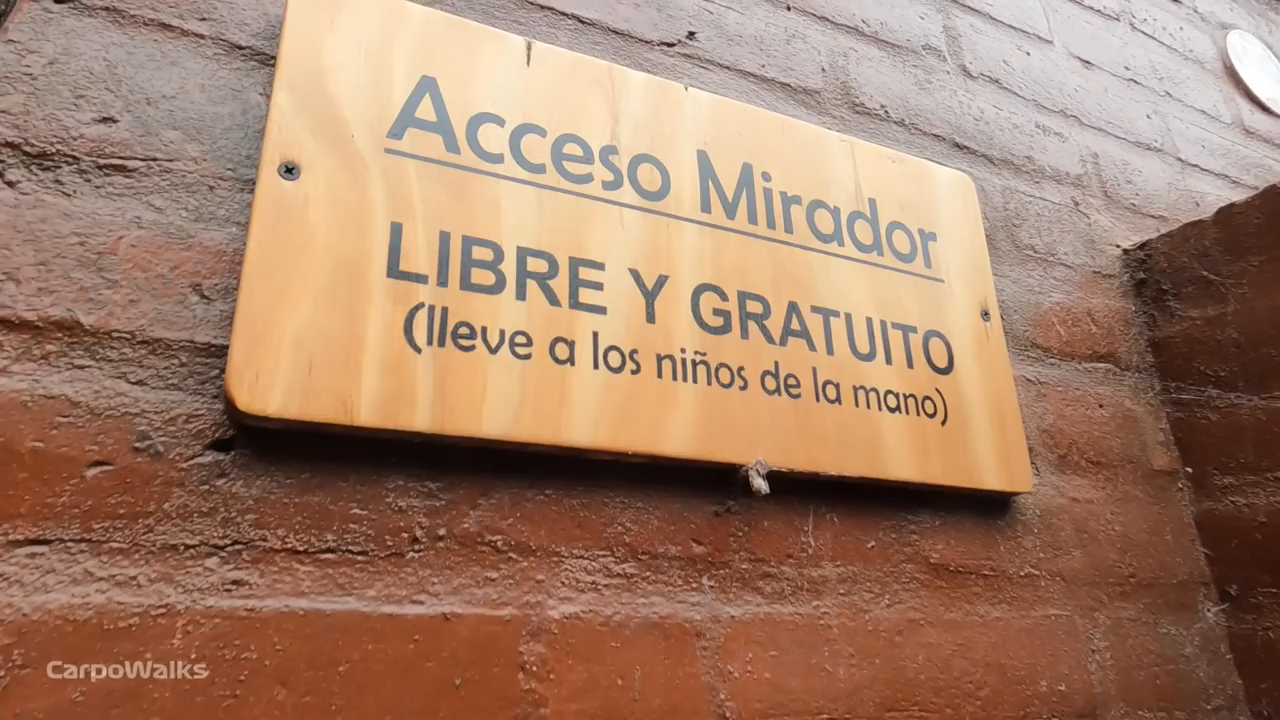 Acceso Mirador
LIBRE Y GRATUITO
(lleve a los niños de la mano)
CarpoWalks